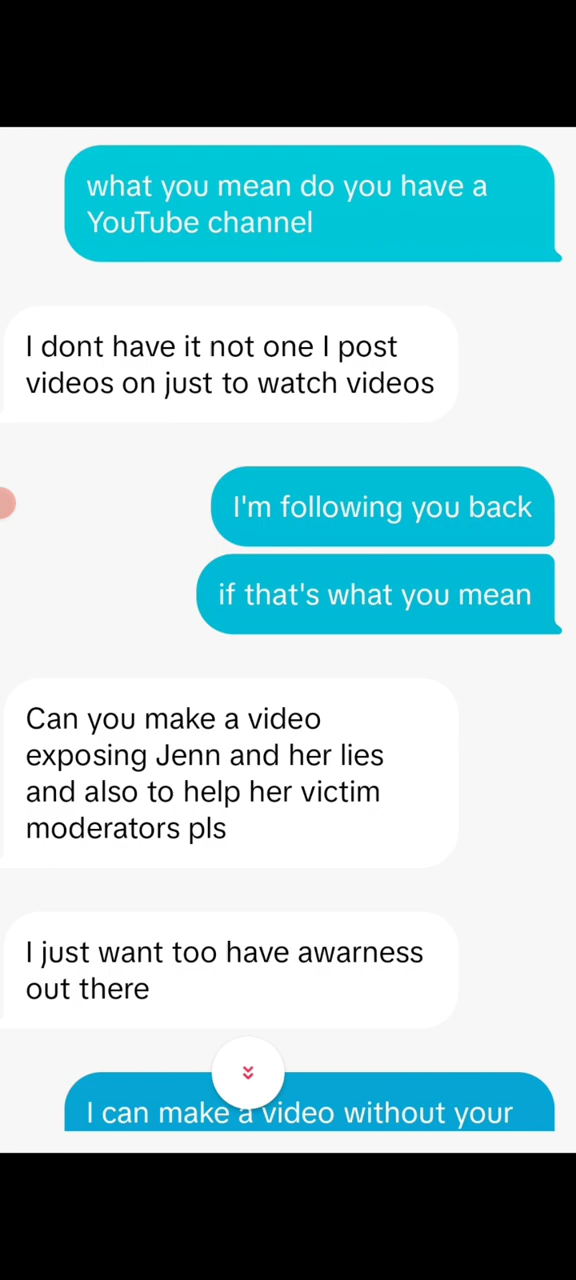 what you mean do you have a
YouTube channel
I dont have it not one I post
videos on just to watch videos
I'm following you back
if that's what you mean
Can you make a video
exposing Jenn and her lies
and also to help her victim
moderators pls
I just want too have awarness
out there
I can make a video without your